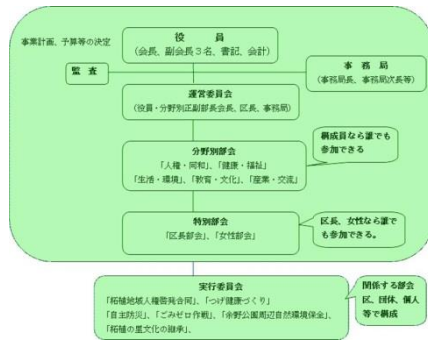 事業計画、予算等の決定
役　員
（会長、副会長３名、書記、会計）
監　査
事　務　局
（事務局長、事務局次長等）
運営委員会
（役員・分野別正副部長会長、区長、事務局）
分野別部会
「人権・同和」、「健康・福祉」
「生活・環境」、「教育・文化」、「産業・交流」
構成員なら誰でも
参加できる
特別部会
「区長部会」、「女性部会」
区長、女性なら誰で
も参加できる。
実行委員会
「柘植地域人権啓発合同」、「つげ健康づくり」
「自主防災」、「ごみゼロ作戦」、「余野公園周辺自然環境保全」、
「柘植の里文化の継承」、
関係する部会
区、団体、個人
等で構成